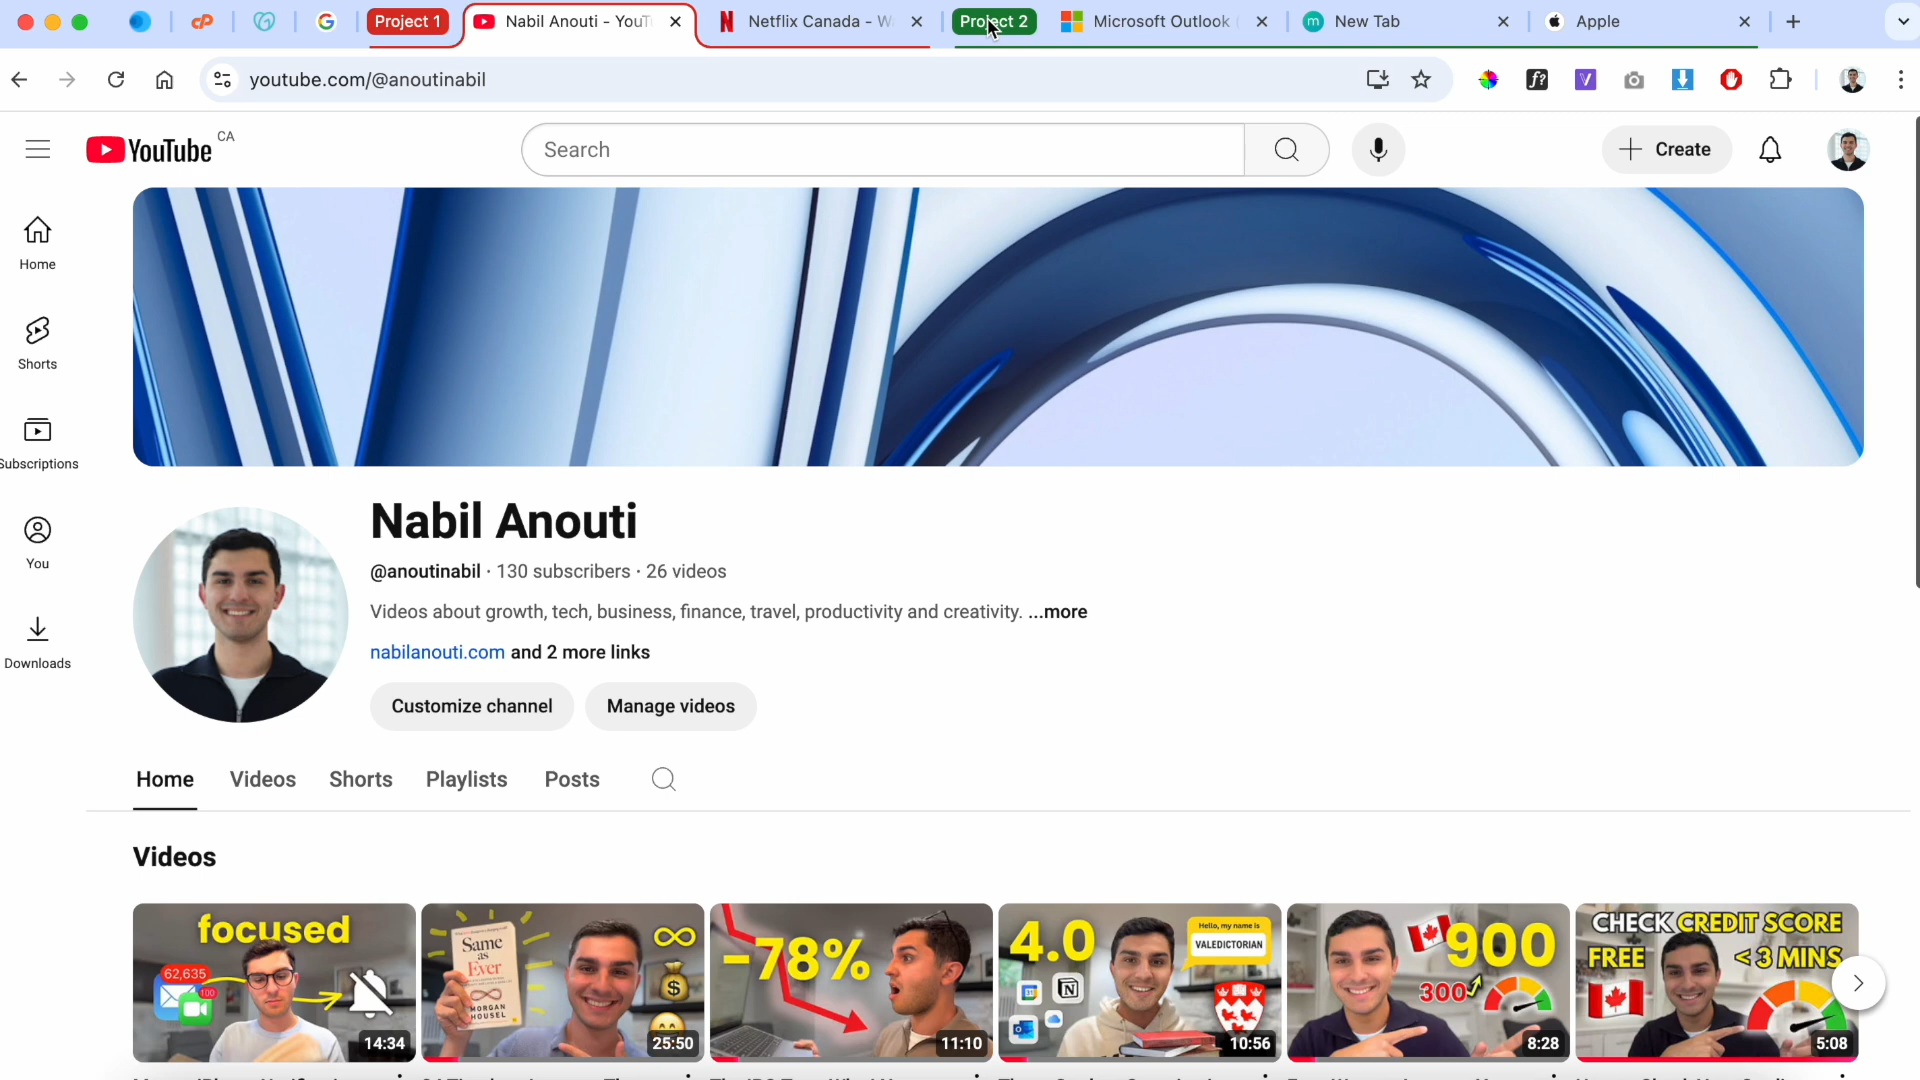 Project 1
Nabil Anouti - YouT
Netflix Canada - W
Project 2
Microsoft Outlook
New Tab
Apple
youtube.com/@anoutinabil
YouTube CA
Search
Create
Home
Shorts
Subscriptions
You
Downloads
Nabil Anouti
@anoutinabil · 130 subscribers · 26 videos
Videos about growth, tech, business, finance, travel, productivity and creativity. ...more
nabilanouti.com and 2 more links
Customize channel
Manage videos
Home
Videos
Shorts
Playlists
Posts
Videos
focused
62,635
100
14:34
Same
as
Ever
MORGAN
HOUSEL
25:50
-78%
11:10
4.0
Hello, my name is
VALEDICTORIAN
10:56
900
300
8:28
CHECK CREDIT SCORE
FREE < 3 MINS
5:08